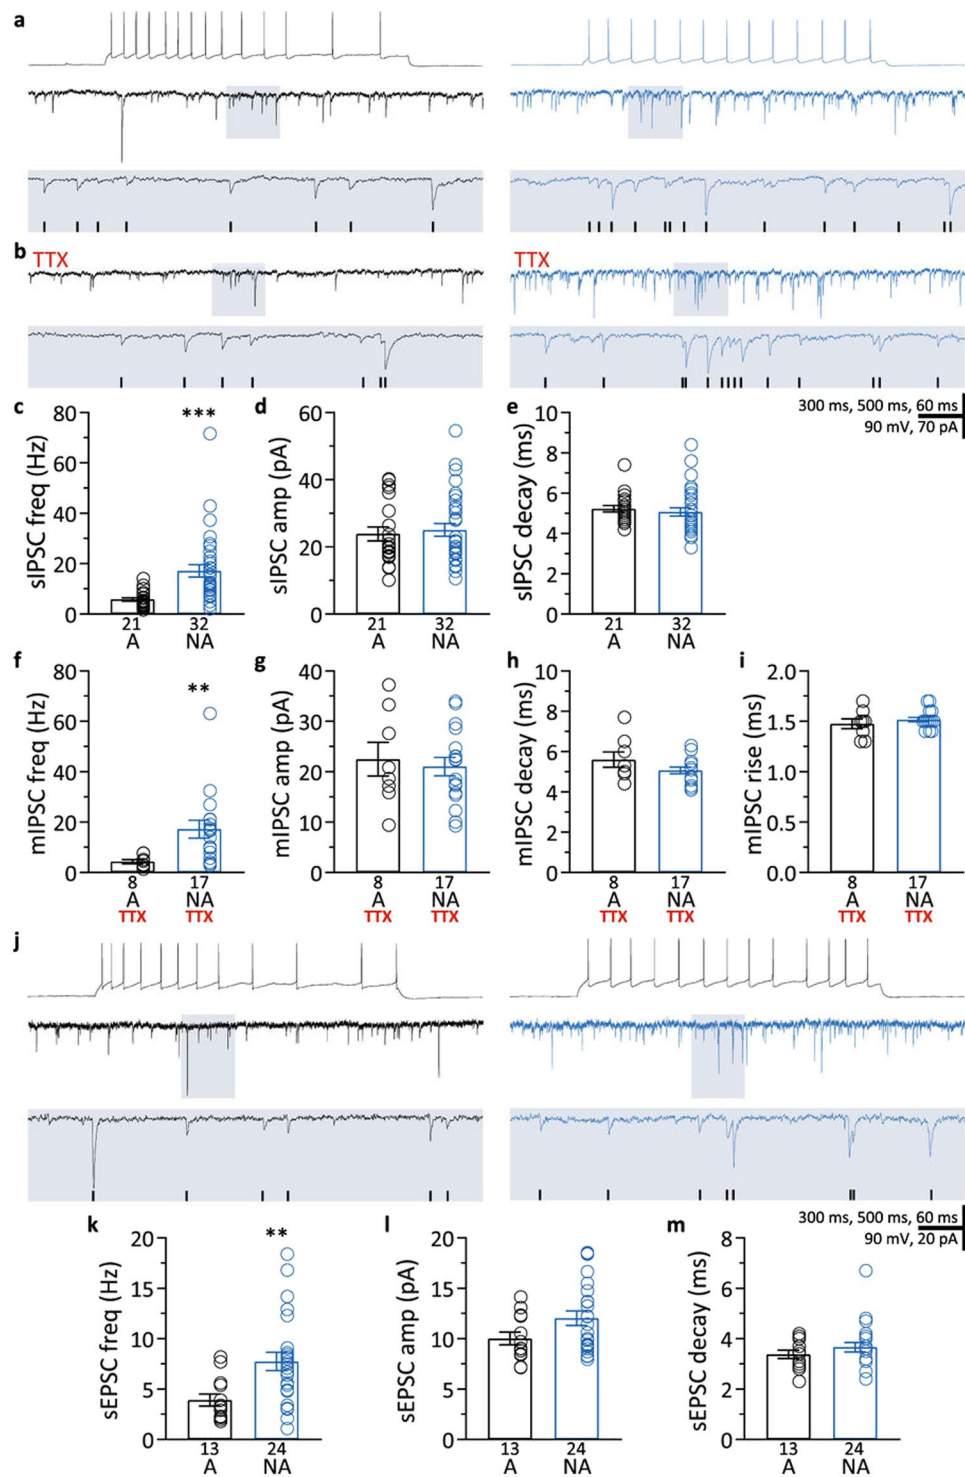 a
b
TTX
TTX
300 ms, 500 ms, 60 ms
90 mV, 70 pA
c
sIPSC freq (Hz)
80
60
40
20
0
***
21
32
A
NA
d
sIPSC amp (pA)
60
40
20
0
21
32
A
NA
e
sIPSC decay (ms)
10
8
6
4
2
0
21
32
A
NA
f
mIPSC freq (Hz)
80
60
40
20
0
**
8
17
A
NA
TTX
TTX
g
mIPSC amp (pA)
40
30
20
10
0
8
17
A
NA
TTX
TTX
h
mIPSC decay (ms)
10
8
6
4
2
0
8
17
A
NA
TTX
TTX
i
mIPSC rise (ms)
2.0
1.5
1.0
0.5
0.0
8
17
A
NA
TTX
TTX
j
300 ms, 500 ms, 60 ms
90 mV, 20 pA
k
sEPSC freq (Hz)
20
15
10
5
0
**
13
24
A
NA
l
sEPSC amp (pA)
20
15
10
5
0
13
24
A
NA
m
sEPSC decay (ms)
8
6
4
2
0
13
24
A
NA